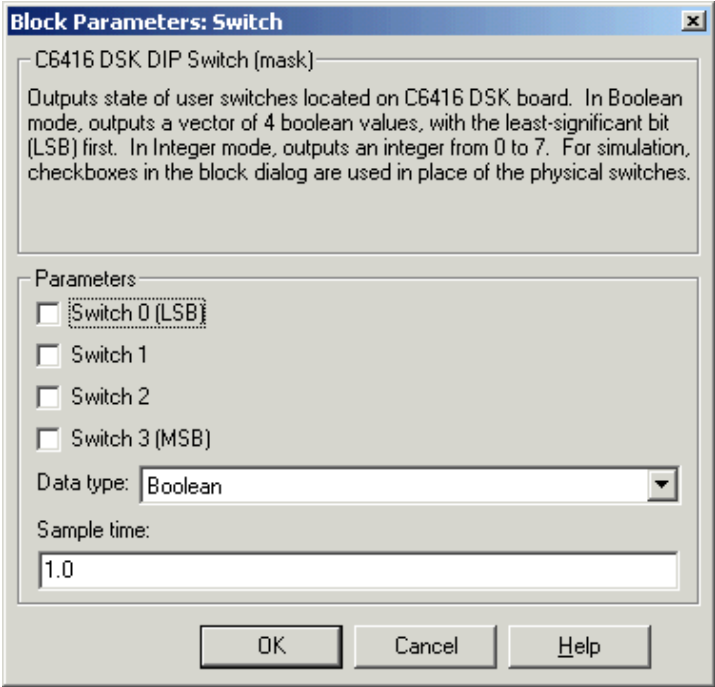 Block Parameters: Switch
C6416 DSK DIP Switch (mask)
Outputs state of user switches located on C6416 DSK board. In Boolean
mode, outputs a vector of 4 boolean values, with the least-significant bit
(LSB) first. In Integer mode, outputs an integer from 0 to 7. For simulation,
checkboxes in the block dialog are used in place of the physical switches.
Parameters
Switch 0 (LSB)
Switch 1
Switch 2
Switch 3 (MSB)
Data type: Boolean
Sample time:
1.0
OK Cancel Help